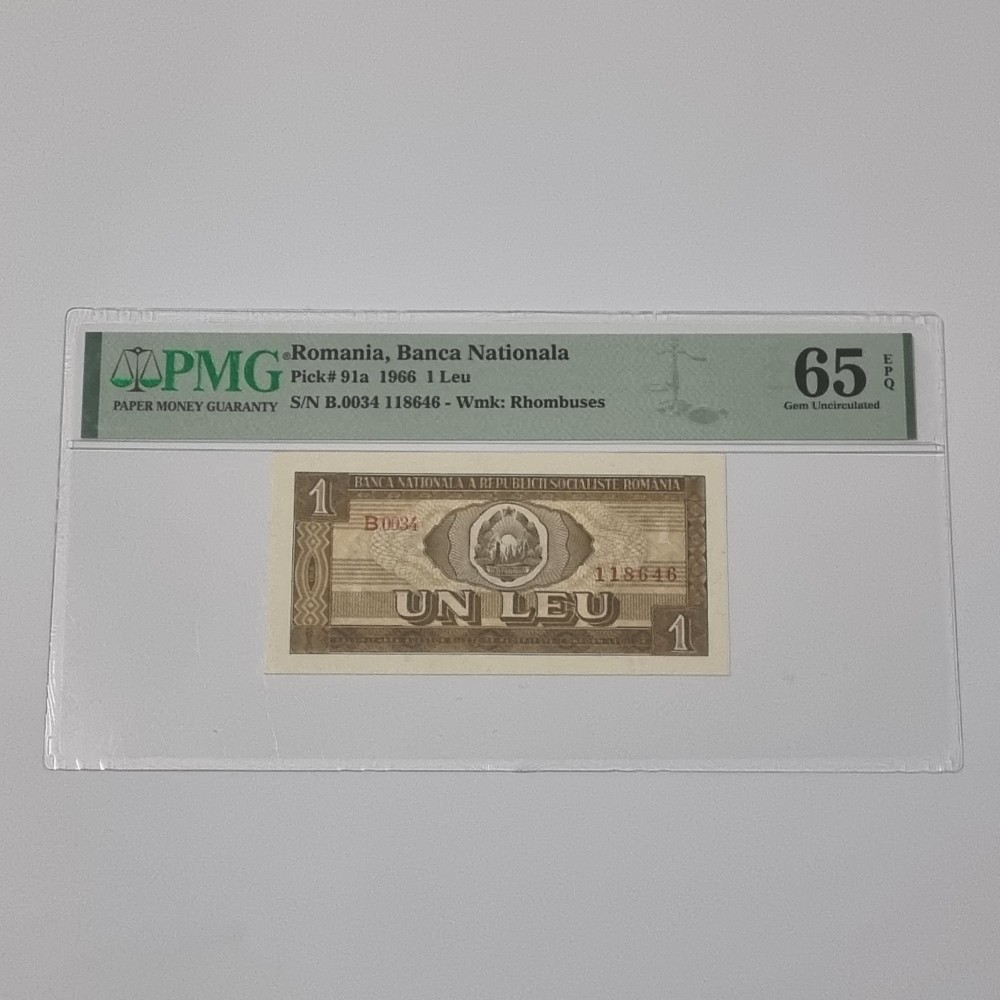 PMG®
PAPER MONEY GUARANTY
Romania, Banca Nationala
Pick# 91a 1966 1 Leu
S/N B.0034 118646 - Wmk: Rhombuses
65
EPQ
Gem Uncirculated
1
BANCA NATIONALA A REPUBLICII SOCIALISTE ROMÂNIA
B.0034
118646
UN LEU
1